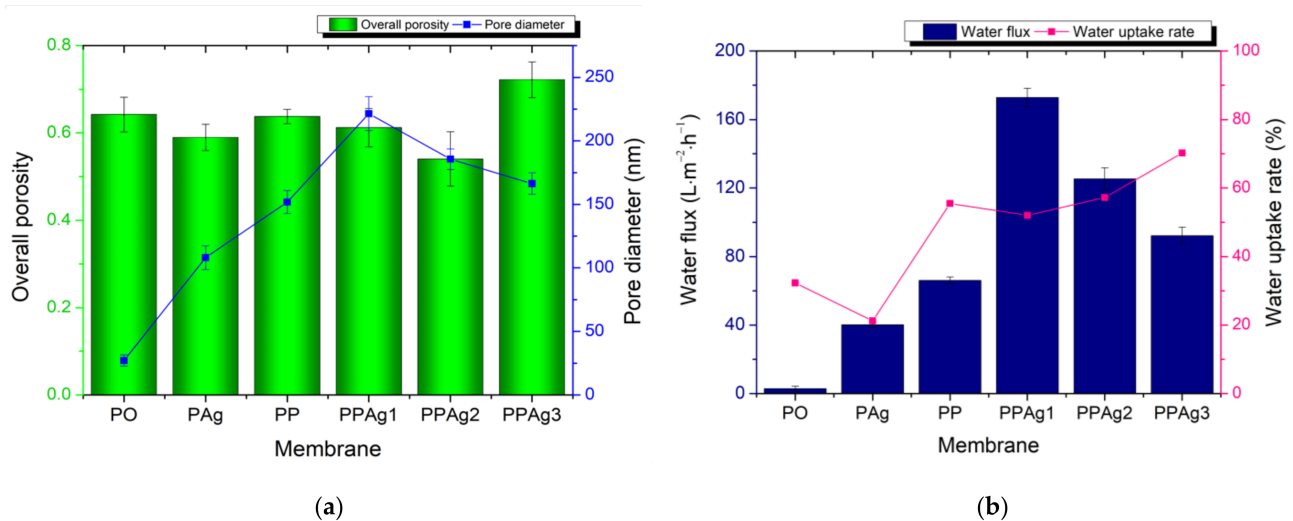 Overall porosity Pore diameter
0.8
0.6
0.4
0.2
0.0
Overall porosity
250
200
150
100
50
0
Pore diameter (nm)
PO PAg PP PPAg1 PPAg2 PPAg3
Membrane
(a)
Water flux Water uptake rate
200
160
120
80
40
0
Water flux (L·m⁻²·h⁻¹)
100
80
60
40
20
0
Water uptake rate (%)
PO PAg PP PPAg1 PPAg2 PPAg3
Membrane
(b)